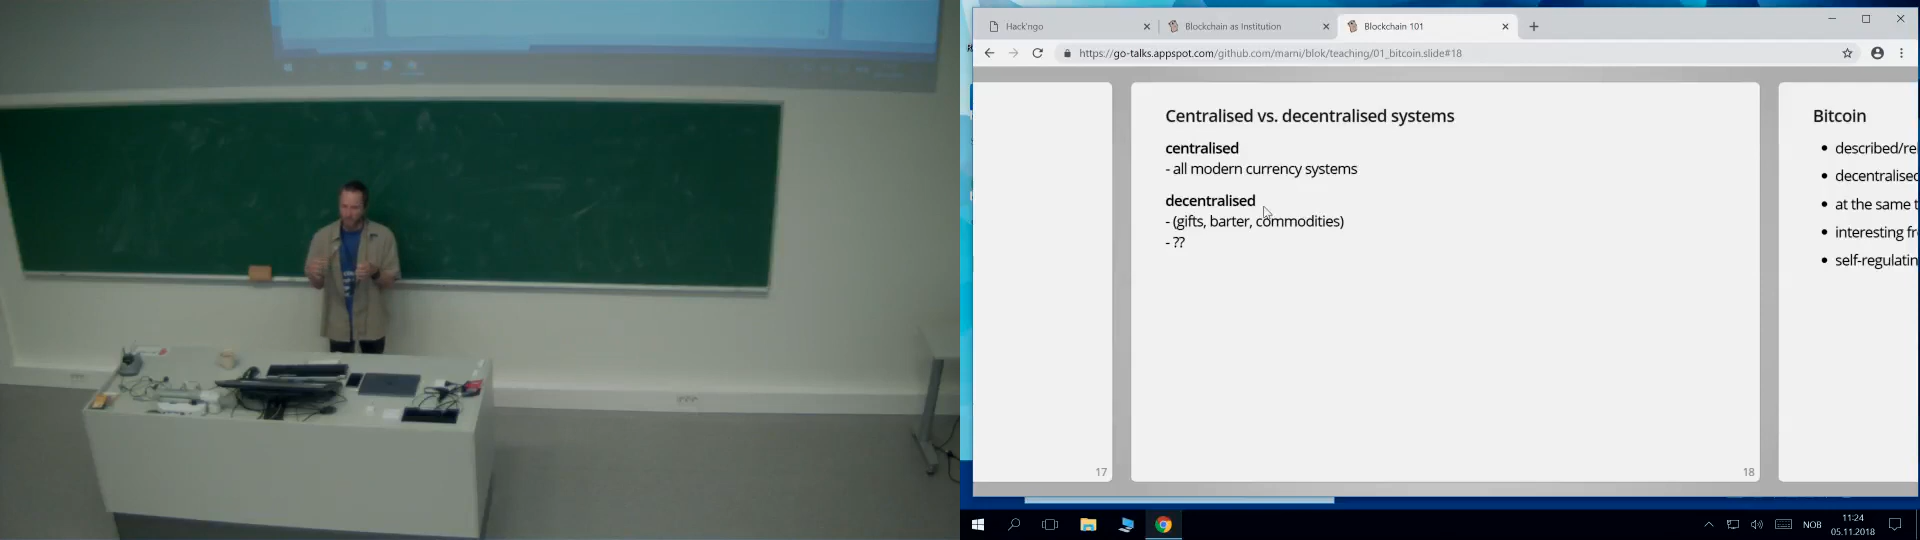 Hack'ngo
Blockchain as Institution
Blockchain 101
https://go-talks.appspot.com/github.com/mami/blok/teaching/01_bitcoin.slide#18
Centralised vs. decentralised systems
centralised
- all modern currency systems
decentralised
- (gifts, barter, commodities)
- ??
17
18
Bitcoin
• described/re
• decentralised
• at the same t
• interesting fr
• self-regulatin
NOB
11:24
05.11.2018